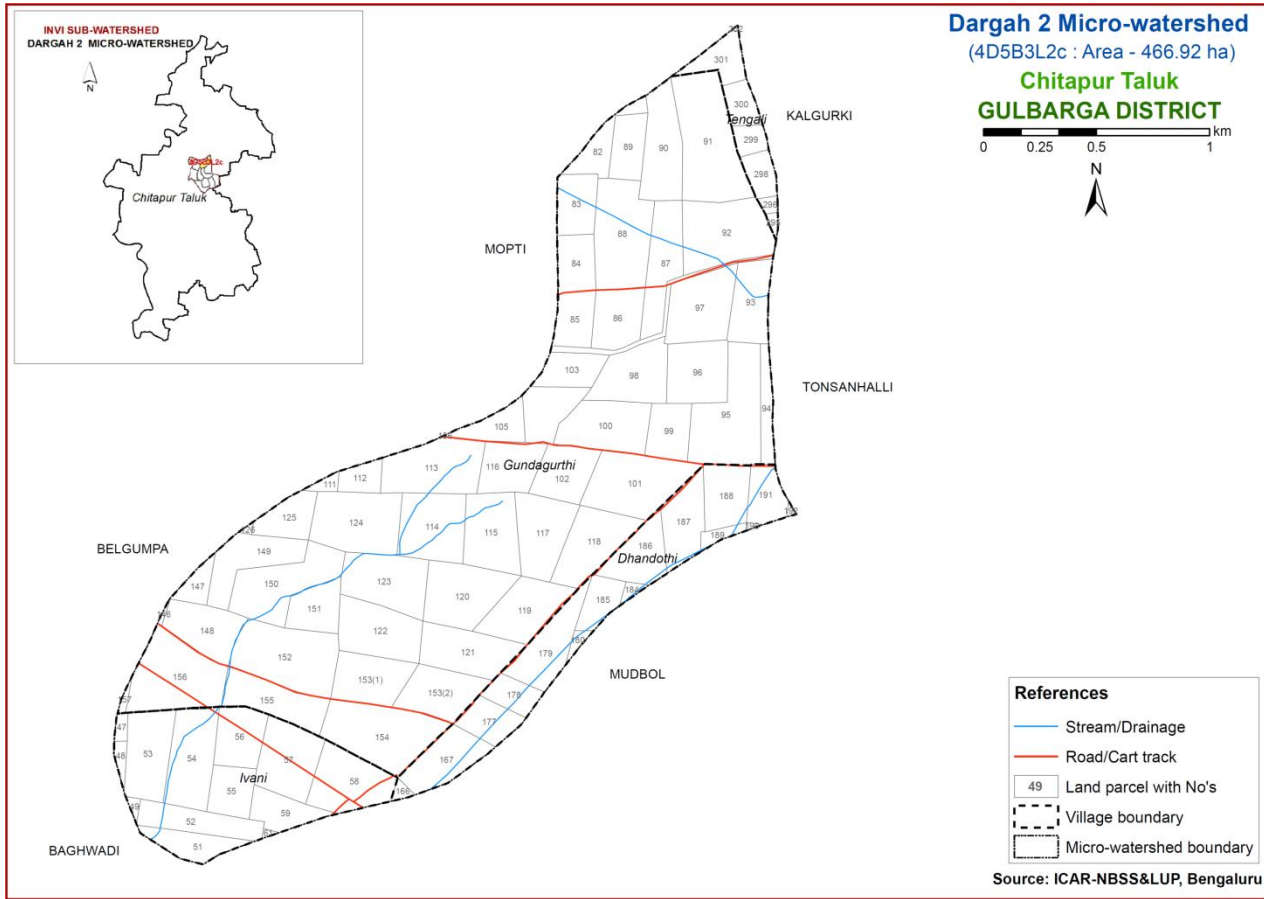 INVI SUB-WATERSHED
DARGAH 2 MICRO-WATERSHED
N
4D5B3L2c
Chitapur Taluk
Dargah 2 Micro-watershed
(4D5B3L2c : Area - 466.92 ha)
Chitapur Taluk
GULBARGA DISTRICT
km
0 0.25 0.5 1
N
301
300
Tengali
KALGURKI
82
89
90
91
299
298
83
88
92
MOPTI
84
87
93
97
85
86
103
98
96
TONSANHALLI
95
94
105
100
99
113
116
Gundagurthi
112
111
102
101
188
191
125
124
114
115
117
187
BELGUMPA
149
118
186
189
Dhandothi
147
150
123
120
185
151
119
148
122
152
121
179
MUDBOL
156
153(1)
153(2)
178
155
177
157
47
154
53
54
56
57
48
167
Ivani
58
55
166
49
59
52
51
BAGHWADI
References
Stream/Drainage
Road/Cart track
49 Land parcel with No's
Village boundary
Micro-watershed boundary
Source: ICAR-NBSS&LUP, Bengaluru